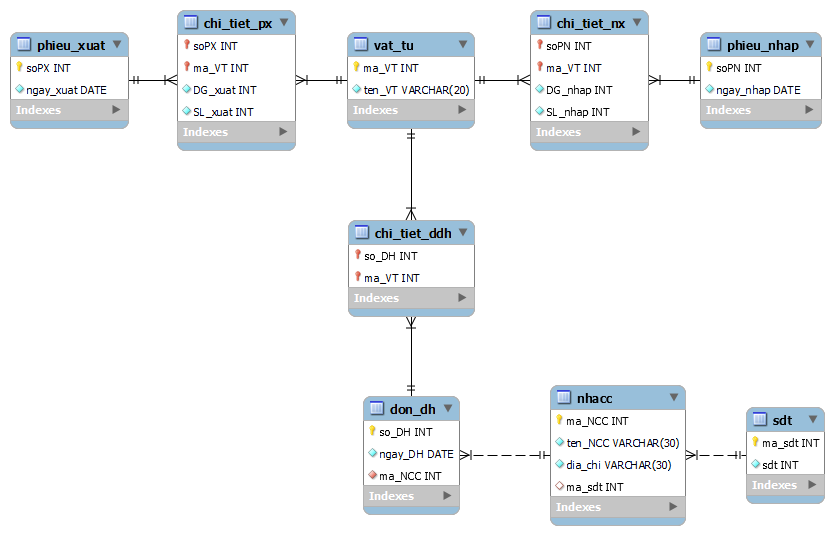 phieu_xuat
soPX INT
ngay_xuat DATE
Indexes
chi_tiet_px
soPX INT
ma_VT INT
DG_xuat INT
SL_xuat INT
Indexes
vat_tu
ma_VT INT
ten_VT VARCHAR(20)
Indexes
chi_tiet_nx
soPN INT
ma_VT INT
DG_nhap INT
SL_nhap INT
Indexes
phieu_nhap
soPN INT
ngay_nhap DATE
Indexes
chi_tiet_ddh
so_DH INT
ma_VT INT
Indexes
don_dh
so_DH INT
ngay_DH DATE
ma_NCC INT
Indexes
nhacc
ma_NCC INT
ten_NCC VARCHAR(30)
dia_chi VARCHAR(30)
ma_sdt INT
Indexes
sdt
ma_sdt INT
sdt INT
Indexes